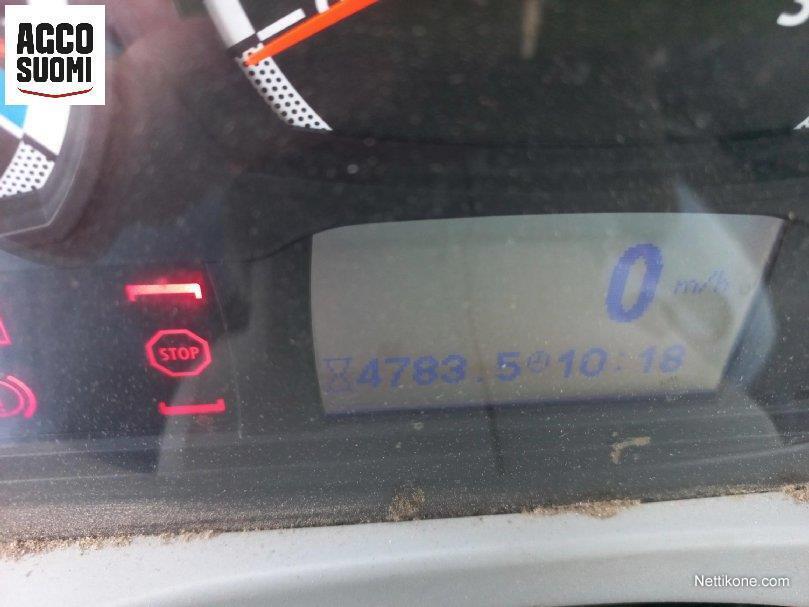 AGCO
SUOMI
0 m/h
STOP
4783.5 10:18
Nettikone.com